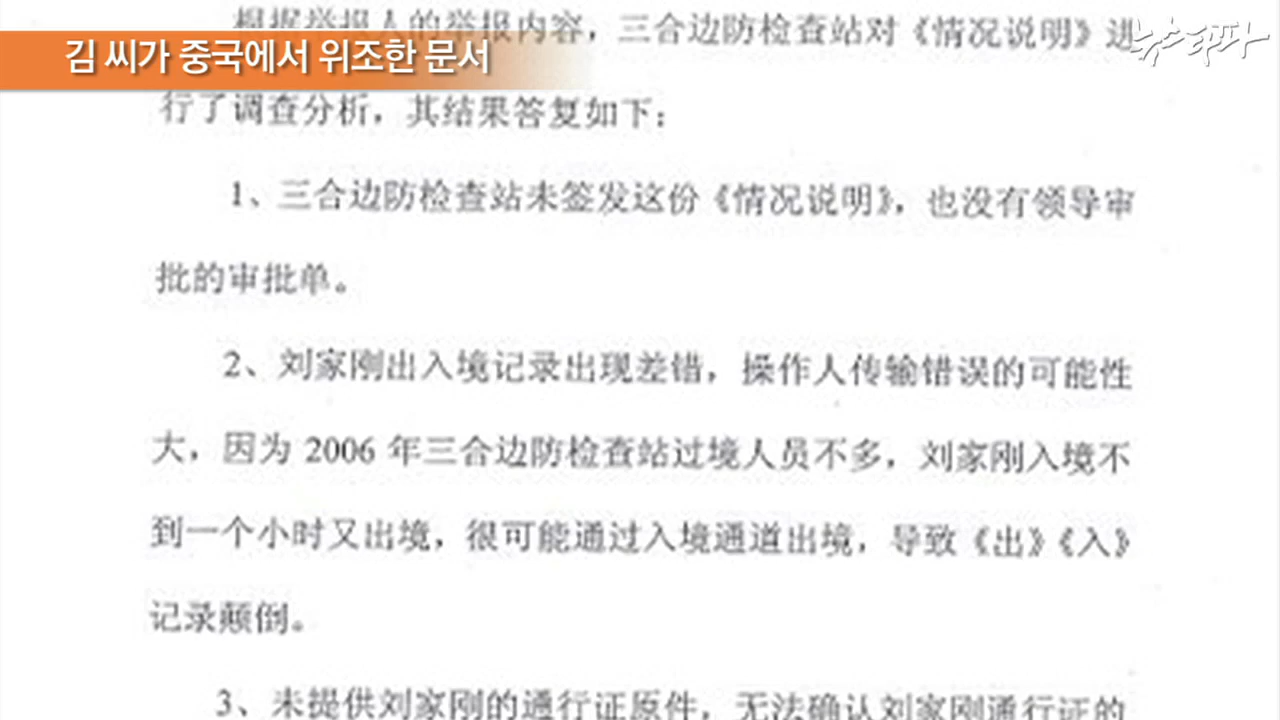 根据举报人的举报内容，三合边防检查站对《情况说明》进
뉴스타파
김 씨가 중국에서 위조한 문서
行了调查分析，其结果答复如下：
1、三合边防检查站未签发这份《情况说明》，也没有领导审
批的审批单。
2、刘家刚出入境记录出现差错，操作人传输错误的可能性
大，因为 2006 年三合边防检查站过境人员不多，刘家刚入境不
到一个小时又出境，很可能通过入境通道出境，导致《出》《入》
记录颠倒。
3、未提供刘家刚的通行证原件，无法确认刘家刚通行证的